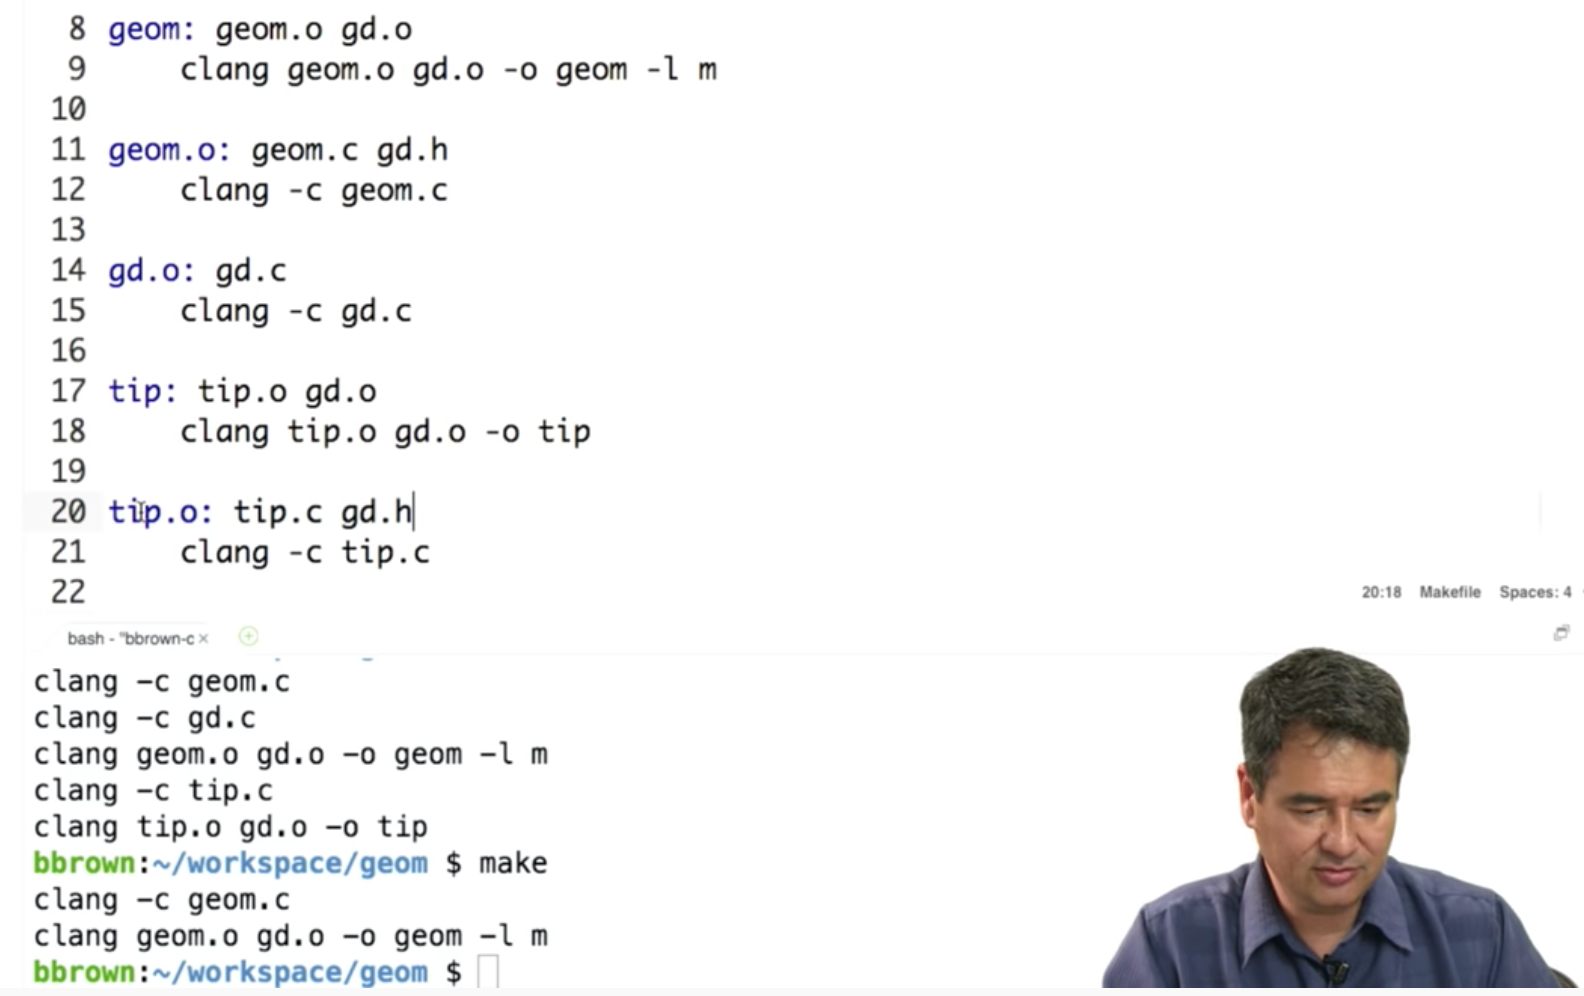 8 geom: geom.o gd.o
9 clang geom.o gd.o -o geom -l m
10
11 geom.o: geom.c gd.h
12 clang -c geom.c
13
14 gd.o: gd.c
15 clang -c gd.c
16
17 tip: tip.o gd.o
18 clang tip.o gd.o -o tip
19
20 tip.o: tip.c gd.h
21 clang -c tip.c
22
20:18 Makefile Spaces: 4
bash - "bbrown-c ×
clang -c geom.c
clang -c gd.c
clang geom.o gd.o -o geom -l m
clang -c tip.c
clang tip.o gd.o -o tip
bbrown:~/workspace/geom $ make
clang -c geom.c
clang geom.o gd.o -o geom -l m
bbrown:~/workspace/geom $